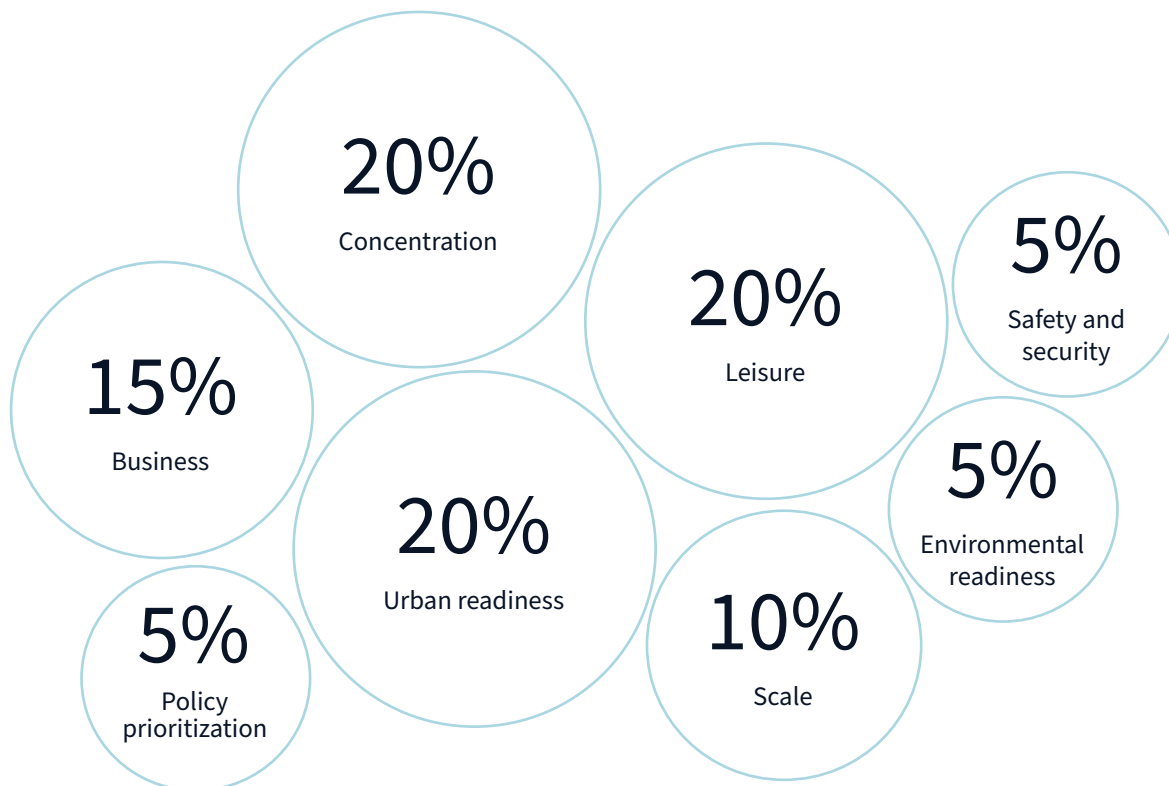 20%
Concentration
20%
Leisure
5%
Safety and
security
15%
Business
20%
Urban readiness
5%
Environmental
readiness
5%
Policy
prioritization
10%
Scale